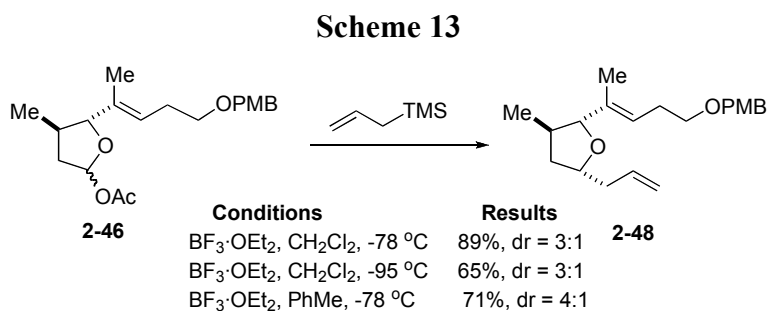 Scheme 13
Me
Me
OPMB
O
OAc
2-46
TMS
Me
Me
OPMB
O
2-48
Conditions Results
BF₃·OEt₂, CH₂Cl₂, -78 °C 89%, dr = 3:1
BF₃·OEt₂, CH₂Cl₂, -95 °C 65%, dr = 3:1
BF₃·OEt₂, PhMe, -78 °C 71%, dr = 4:1